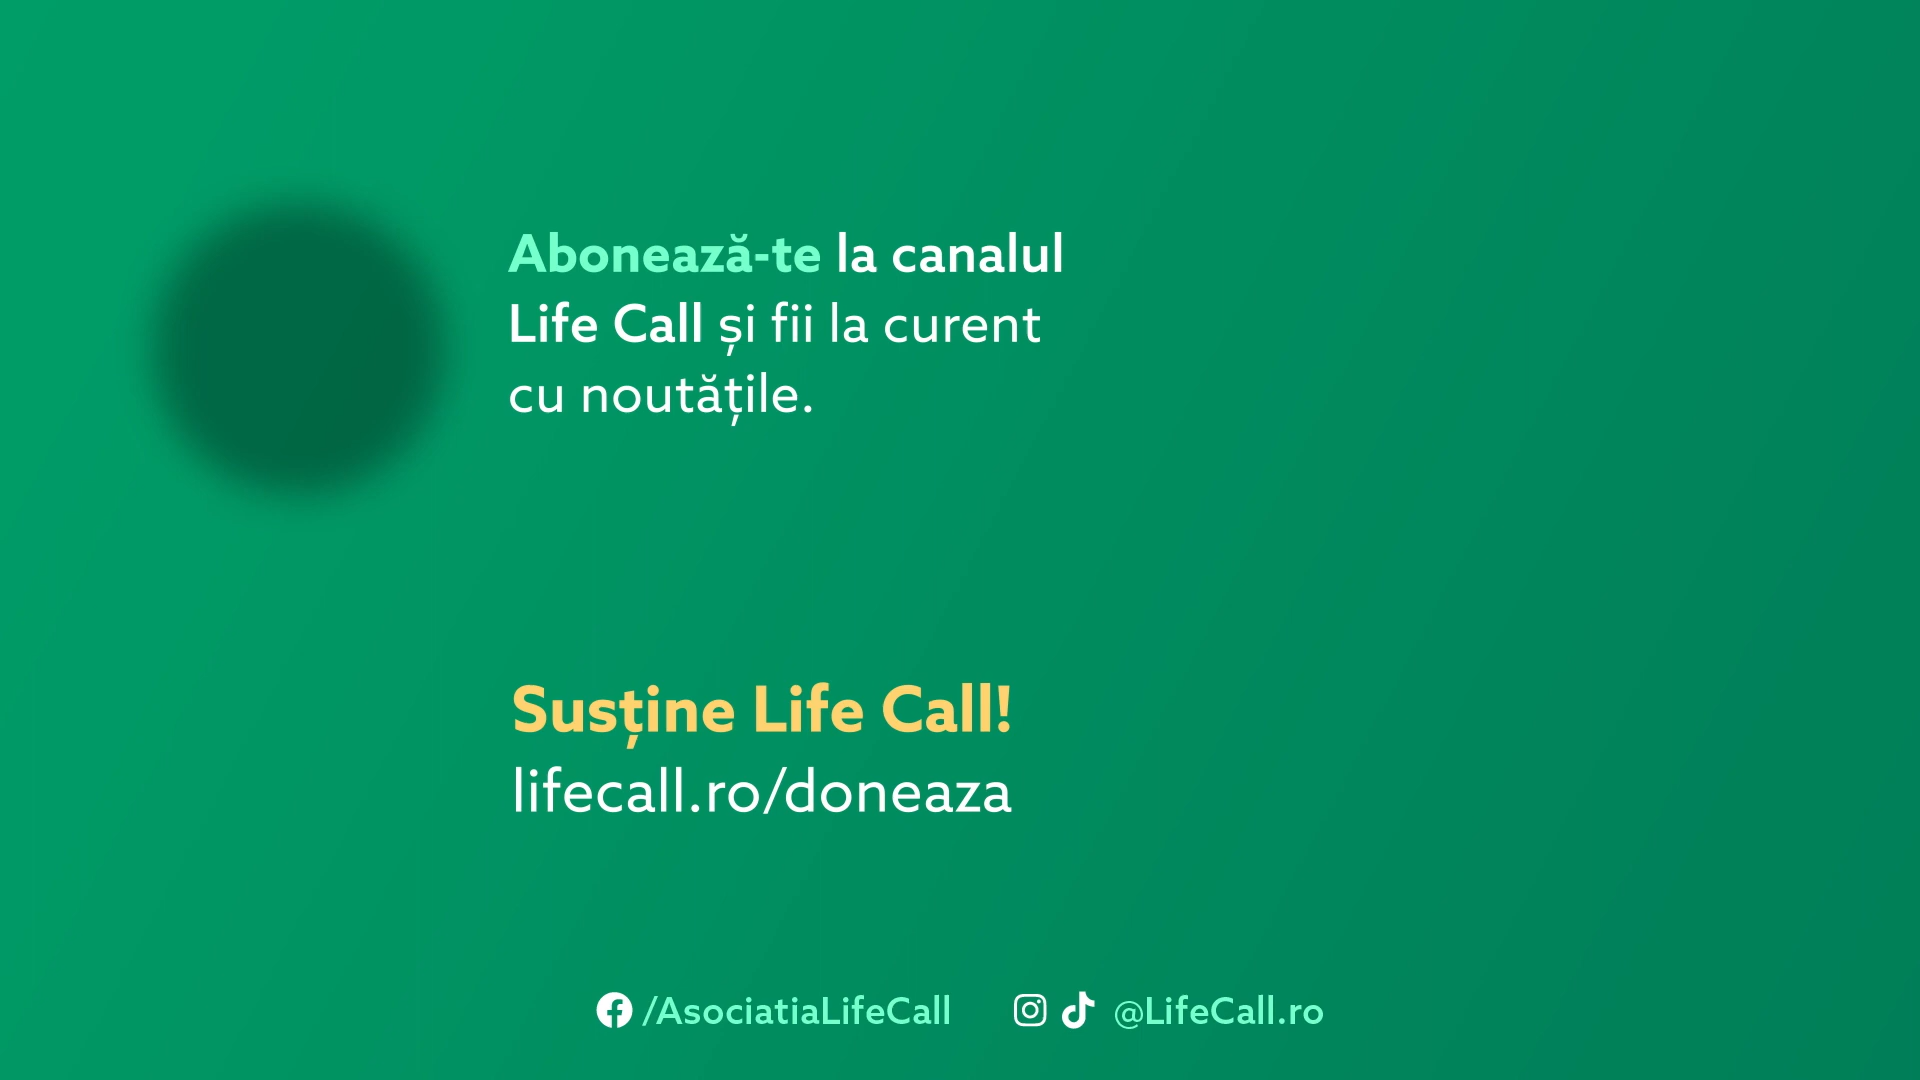 Abonează-te la canalul
Life Call și fii la curent
cu noutățile.
Susține Life Call!
lifecall.ro/doneaza
/AsociatiaLifeCall @LifeCall.ro